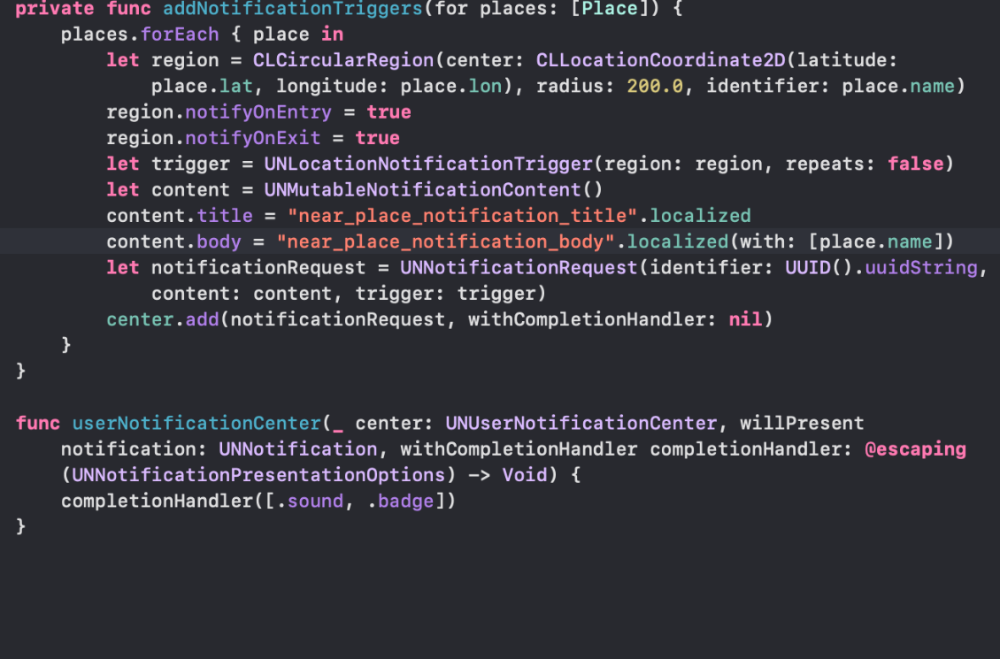 private func addNotificationTriggers(for places: [Place]) {
places.forEach { place in
let region = CLCircularRegion(center: CLLocationCoordinate2D(latitude:
place.lat, longitude: place.lon), radius: 200.0, identifier: place.name)
region.notifyOnEntry = true
region.notifyOnExit = true
let trigger = UNLocationNotificationTrigger(region: region, repeats: false)
let content = UNMutableNotificationContent()
content.title = "near_place_notification_title".localized
content.body = "near_place_notification_body".localized(with: [place.name])
let notificationRequest = UNNotificationRequest(identifier: UUID().uuidString,
content: content, trigger: trigger)
center.add(notificationRequest, withCompletionHandler: nil)
}
}
func userNotificationCenter(_ center: UNUserNotificationCenter, willPresent
notification: UNNotification, withCompletionHandler completionHandler: @escaping
(UNNotificationPresentationOptions) -> Void) {
completionHandler([.sound, .badge])
}